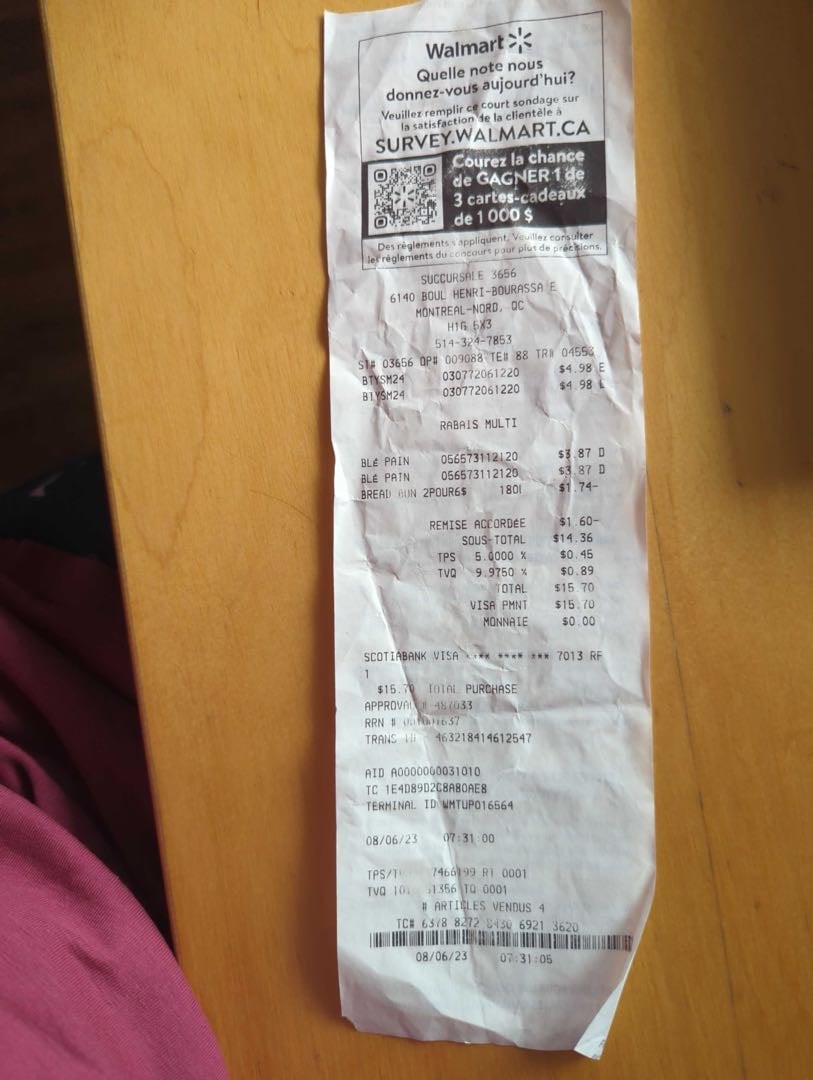 Walmart
Quelle note nous
donnez-vous aujourd'hui?
Veuillez remplir ce court sondage sur
la satisfaction de la clientèle à
SURVEY.WALMART.CA
Courez la chance
de GAGNER 1 de
3 cartes-cadeaux
de 1 000 $
Des règlements s'appliquent. Veuillez consulter
les règlements du concours pour plus de précisions.
SUCCURSALE 3656
6140 BOUL HENRI-BOURASSA E
MONTREAL-NORD, QC
H1G 5X3
514-324-7853
ST# 03656 OP# 009088 TE# 88 TR# 04553
BTYSM24 030772061220 $4.98 E
BTYSM24 030772061220 $4.98 E
RABAIS MULTI
BLÉ PAIN 056573112120 $3.87 D
BLÉ PAIN 056573112120 $3.87 D
BREAD BUN 2POUR6$ $1.74-
REMISE ACCORDÉE $1.60-
SOUS-TOTAL $14.36
TPS 5.0000 % $0.45
TVQ 9.9750 % $0.89
TOTAL $15.70
VISA PMNT $15.70
MONNAIE $0.00
SCOTIABANK VISA **** **** *** 7013 RF
1
$15.70 TOTAL PURCHASE
APPROVAL # 487033
RRN #
TRANS ID - 463218414612547
AID A0000000031010
TC 1E4D89D2C8ABOAE8
TERMINAL ID WMTUP016564
08/06/23 07:31:00
TPS/ 7466199 RT 0001
TVQ TQ 0001
# ARTICLES VENDUS 4
TC# 6378 8272 8430 6921 3620
08/06/23 07:31:05